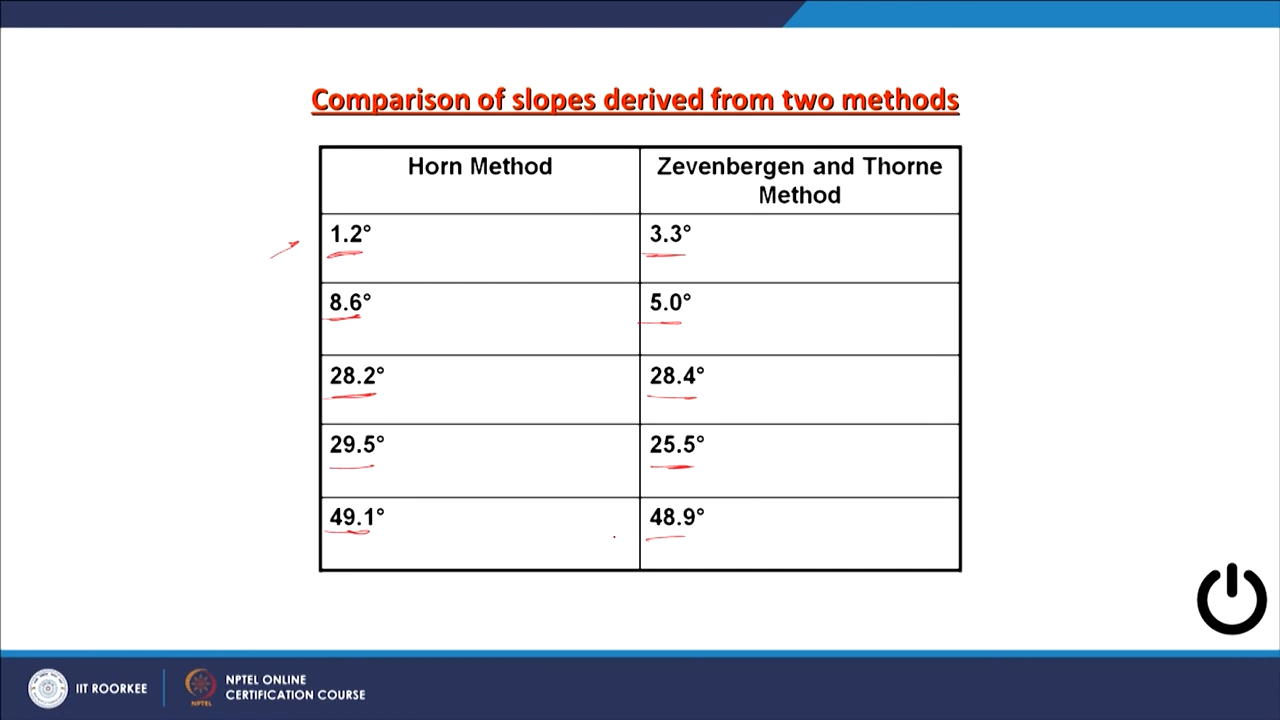 Comparison of slopes derived from two methods
Horn Method
Zevenbergen and Thorne
Method
1.2° 3.3°
8.6° 5.0°
28.2° 28.4°
29.5° 25.5°
49.1° 48.9°
IIT ROORKEE
NPTEL
NPTEL ONLINE
CERTIFICATION COURSE